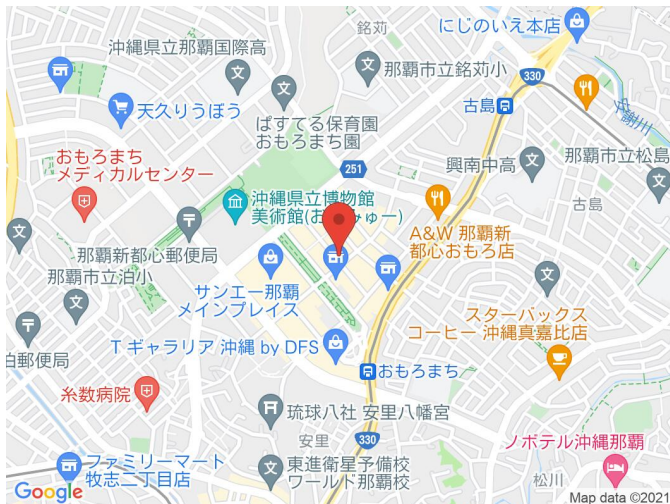 にじのいえ本店
銘苅
沖縄県立那覇国際高
那覇市立銘苅小
330
古島
天久りうぼう
ぱすてる保育園
おもろまち園
安謝川
251
興南中高
那覇市立松島
おもろまち
メディカルセンター
沖縄県立博物館
美術館(お
みゅー)
古島
那覇新都心郵便局
A&W 那覇新
都心おもろ店
那覇市立泊小
サンエー那覇
メインプレイス
スターバックス
コーヒー 沖縄真嘉比店
泊郵便局
T ギャラリア 沖縄 by DFS
おもろまち
糸数病院
琉球八社 安里八幡宮
安里
330
ノボテル沖縄那覇
ファミリーマート
牧志二丁目店
東進衛星予備校
ワールド那覇校
松川
Google
Map data ©2021